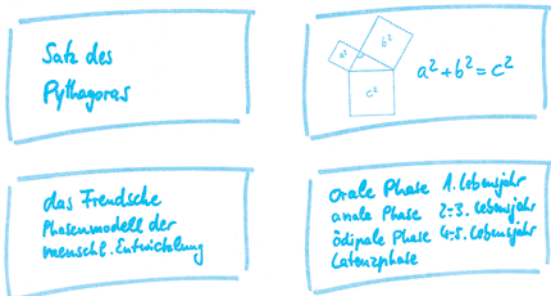 Satz des
Pythagoras
a²
b²
c²
a²+b²=c²
das Freudsche
Phasenmodell der
menschl. Entwicklung
orale Phase 1. Lebensjahr
anale Phase 2.-3. Lebensjahr
ödipale Phase 4.-5. Lebensjahr
Latenzphase